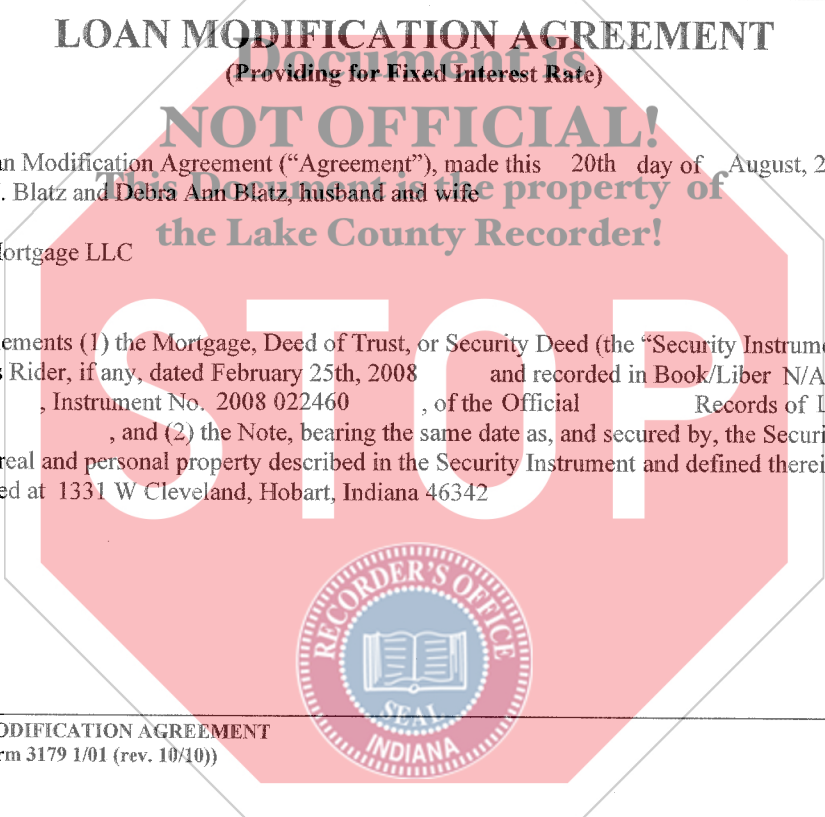 LOAN MODIFICATION AGREEMENT
Document is
(Providing for Fixed Interest Rate)
NOT OFFICIAL!
an Modification Agreement (“Agreement”), made this 20th day of August, 2
This Document is the property of
. Blatz and Debra Ann Blatz, husband and wife
the Lake County Recorder!
ortgage LLC
STOP
ements (1) the Mortgage, Deed of Trust, or Security Deed (the “Security Instrume
s Rider, if any, dated February 25th, 2008 and recorded in Book/Liber N/A
, Instrument No. 2008 022460 , of the Official Records of L
, and (2) the Note, bearing the same date as, and secured by, the Securi
real and personal property described in the Security Instrument and defined therei
ed at 1331 W Cleveland, Hobart, Indiana 46342
RECORDER'S OFFICE
SEAL
INDIANA
ODIFICATION AGREEMENT
rm 3179 1/01 (rev. 10/10))